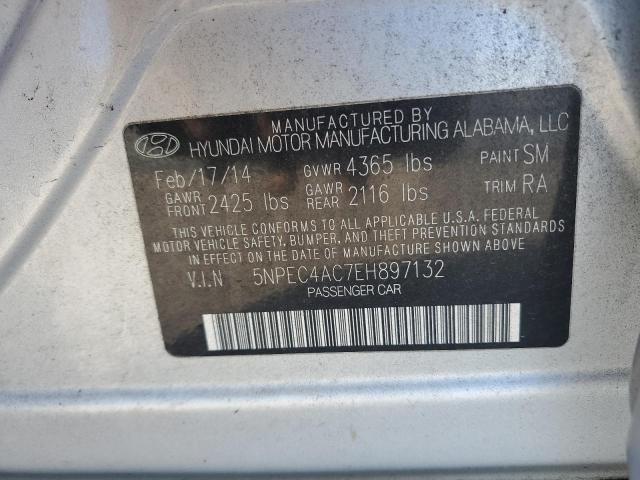 MANUFACTURED BY
HYUNDAI MOTOR MANUFACTURING ALABAMA, LLC
Feb/17/14 GVWR 4365 lbs PAINT SM
GAWR FRONT 2425 lbs GAWR REAR 2116 lbs TRIM RA
THIS VEHICLE CONFORMS TO ALL APPLICABLE U.S.A. FEDERAL
MOTOR VEHICLE SAFETY, BUMPER, AND THEFT PREVENTION
STANDARDS IN EFFECT ON THE DATE OF MANUFACTURE SHOWN ABOVE.
V.I.N 5NPEC4AC7EH897132
PASSENGER CAR